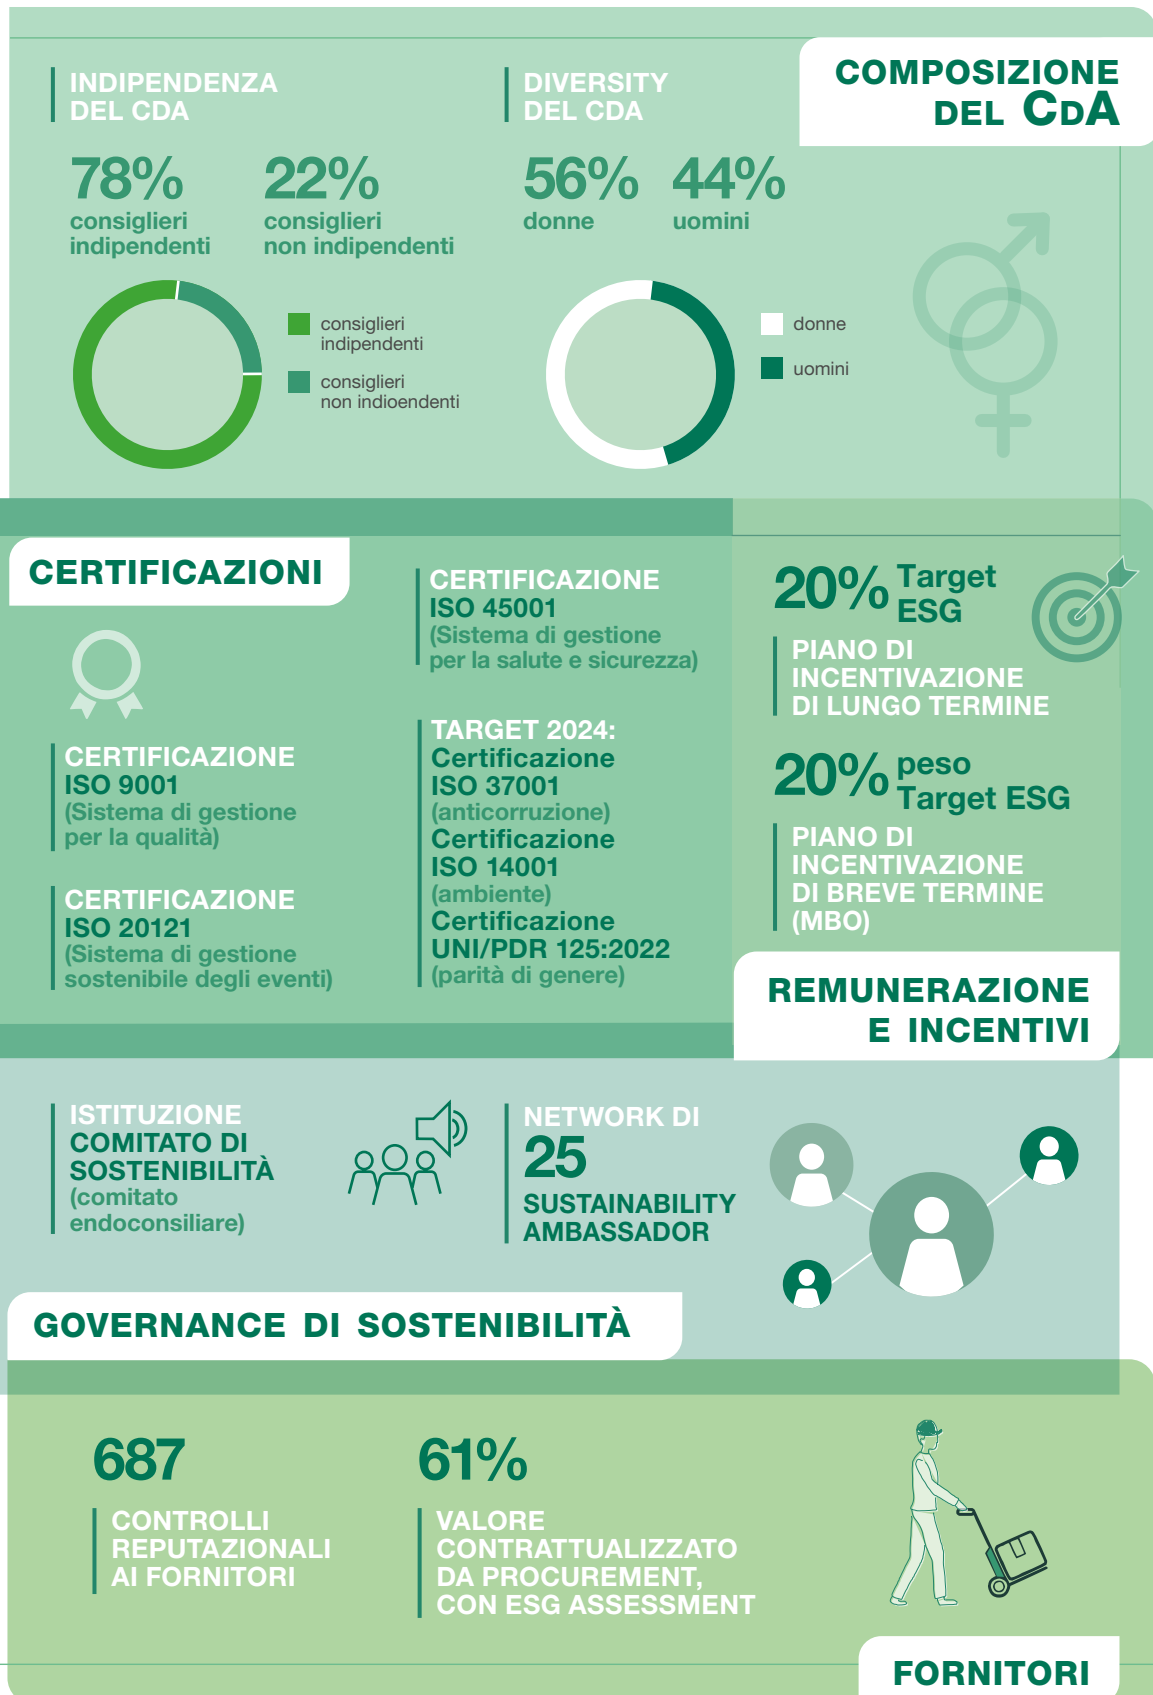 COMPOSIZIONE
DEL CDA
INDIPENDENZA
DEL CDA
78%
consiglieri
indipendenti
22%
consiglieri
non indipendenti
consiglieri
indipendenti
consiglieri
non indioendenti
DIVERSITY
DEL CDA
56%
donne
44%
uomini
donne
uomini
CERTIFICAZIONI
CERTIFICAZIONE
ISO 9001
(Sistema di gestione
per la qualità)
CERTIFICAZIONE
ISO 20121
(Sistema di gestione
sostenibile degli eventi)
CERTIFICAZIONE
ISO 45001
(Sistema di gestione
per la salute e sicurezza)
TARGET 2024:
Certificazione
ISO 37001
(anticorruzione)
Certificazione
ISO 14001
(ambiente)
Certificazione
UNI/PDR 125:2022
(parità di genere)
20% Target
ESG
PIANO DI
INCENTIVAZIONE
DI LUNGO TERMINE
20% peso
Target ESG
PIANO DI
INCENTIVAZIONE
DI BREVE TERMINE
(MBO)
REMUNERAZIONE
E INCENTIVI
ISTITUZIONE
COMITATO DI
SOSTENIBILITÀ
(comitato
endoconsiliare)
NETWORK DI
25
SUSTAINABILITY
AMBASSADOR
GOVERNANCE DI SOSTENIBILITÀ
687
CONTROLLI
REPUTAZIONALI
AI FORNITORI
61%
VALORE
CONTRATTUALIZZATO
DA PROCUREMENT,
CON ESG ASSESSMENT
FORNITORI